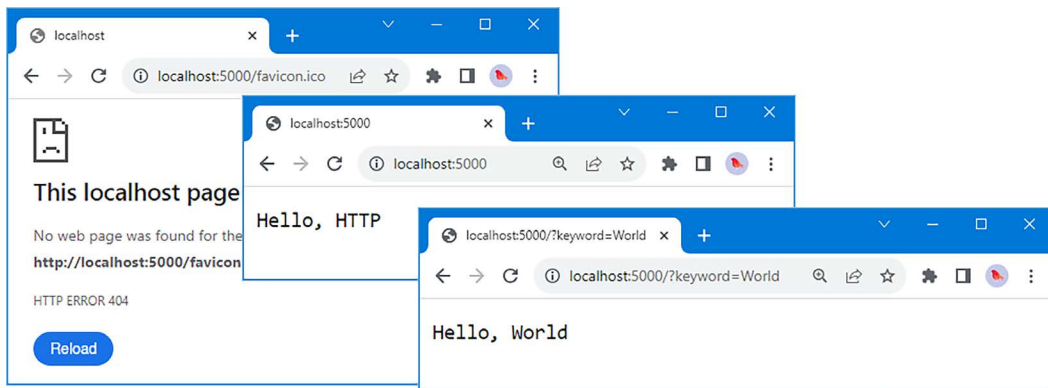 localhost
localhost:5000/favicon.ico
This localhost page
No web page was found for the
http://localhost:5000/favicon
HTTP ERROR 404
Reload
localhost:5000
localhost:5000
Hello, HTTP
localhost:5000/?keyword=World
localhost:5000/?keyword=World
Hello, World